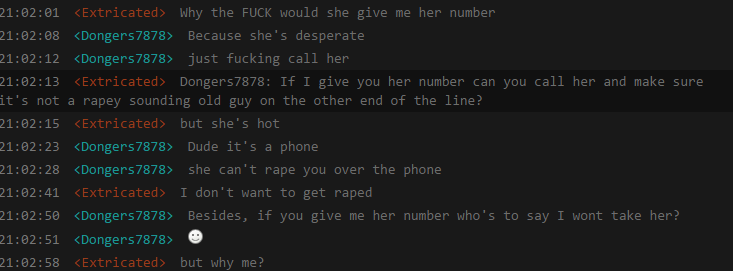 21:02:01 <Extricated> Why the FUCK would she give me her number
21:02:08 <Dongers7878> Because she's desperate
21:02:12 <Dongers7878> just fucking call her
21:02:13 <Extricated> Dongers7878: If I give you her number can you call her and make sure
it's not a rapey sounding old guy on the other end of the line?
21:02:15 <Extricated> but she's hot
21:02:23 <Dongers7878> Dude it's a phone
21:02:28 <Dongers7878> she can't rape you over the phone
21:02:41 <Extricated> I don't want to get raped
21:02:50 <Dongers7878> Besides, if you give me her number who's to say I wont take her?
21:02:51 <Dongers7878> ☻
21:02:58 <Extricated> but why me?